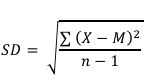 SD = √(∑ (X − M)² / (n − 1))